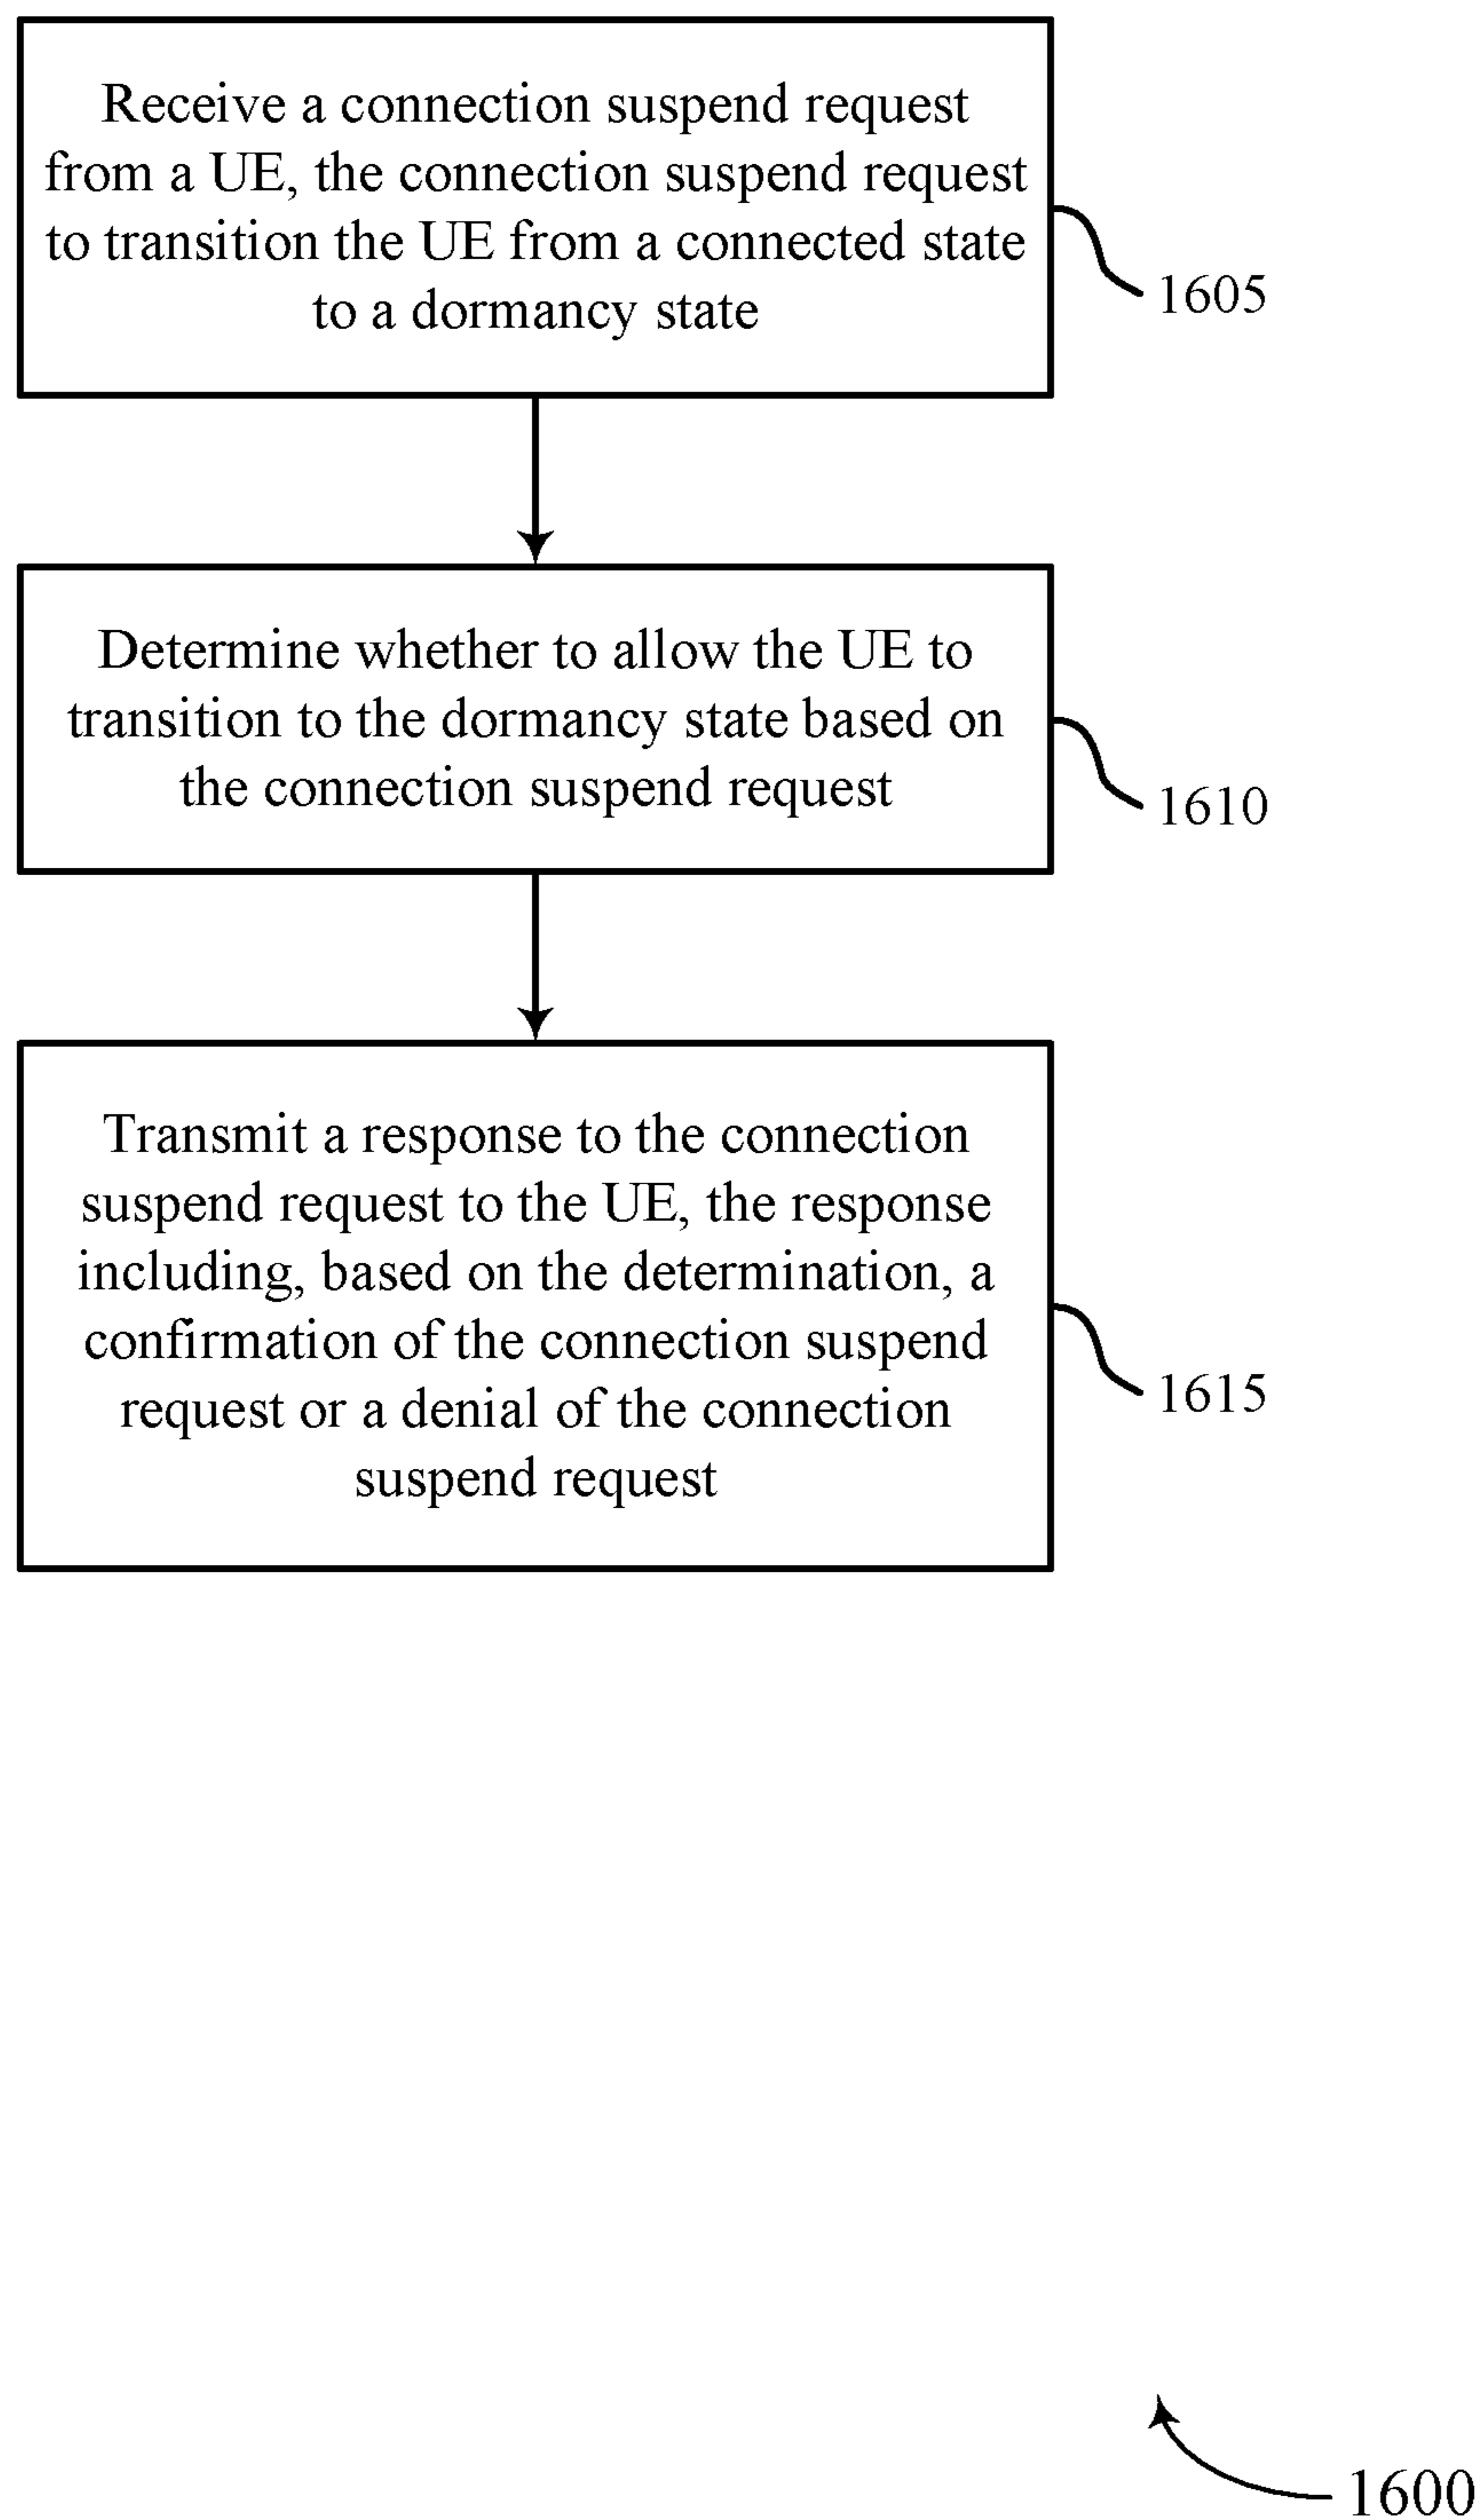 Receive a connection suspend request
from a UE, the connection suspend request
to transition the UE from a connected state
to a dormancy state
1605
Determine whether to allow the UE to
transition to the dormancy state based on
the connection suspend request
1610
Transmit a response to the connection
suspend request to the UE, the response
including, based on the determination, a
confirmation of the connection suspend
request or a denial of the connection
suspend request
1615
1600